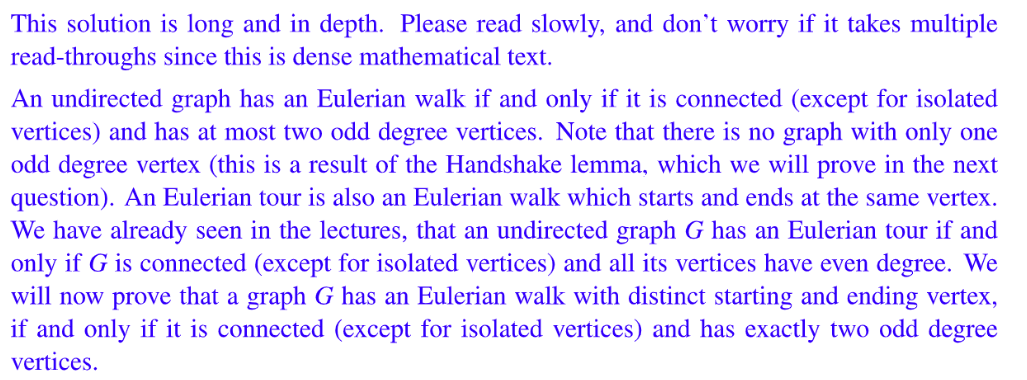 This solution is long and in depth. Please read slowly, and don't worry if it takes multiple
read-throughs since this is dense mathematical text.
An undirected graph has an Eulerian walk if and only if it is connected (except for isolated
vertices) and has at most two odd degree vertices. Note that there is no graph with only one
odd degree vertex (this is a result of the Handshake lemma, which we will prove in the next
question). An Eulerian tour is also an Eulerian walk which starts and ends at the same vertex.
We have already seen in the lectures, that an undirected graph G has an Eulerian tour if and
only if G is connected (except for isolated vertices) and all its vertices have even degree. We
will now prove that a graph G has an Eulerian walk with distinct starting and ending vertex,
if and only if it is connected (except for isolated vertices) and has exactly two odd degree
vertices.